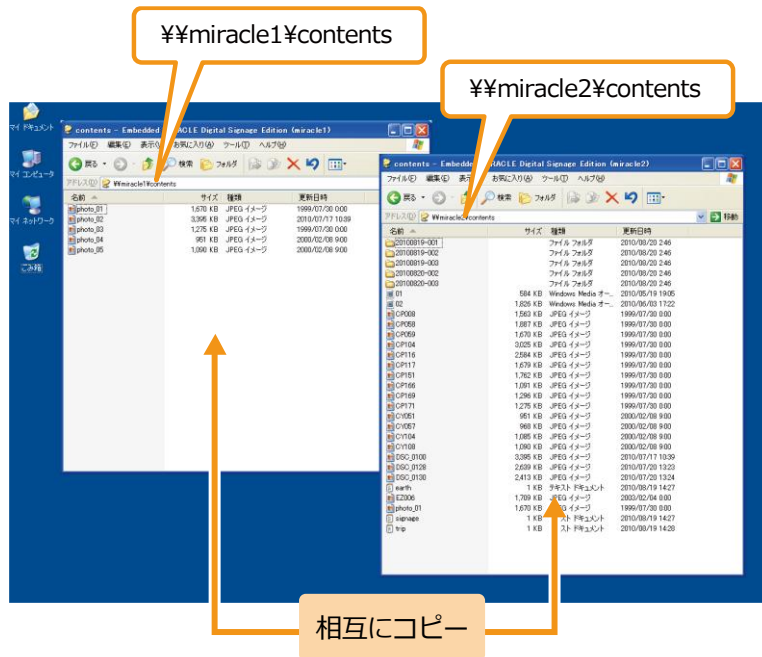 ¥¥miracle1¥contents
¥¥miracle2¥contents
マイ ドキュメント
マイ コンピュータ
マイ ネットワーク
ごみ箱
contents - Embedded MIRACLE Digital Signage Edition (miracle1)
ファイル(F) 編集(E) 表示 お気に入り(A) ツール(T) ヘルプ(H)
戻る 検索 フォルダ
アドレス(D) ¥¥miracle1¥contents
名前 サイズ 種類 更新日時
photo_01 1,670 KB JPEG イメージ 1999/07/30 0:00
photo_02 3,395 KB JPEG イメージ 2010/07/17 10:39
photo_03 1,275 KB JPEG イメージ 1999/07/30 0:00
photo_04 951 KB JPEG イメージ 2000/02/08 9:00
photo_05 1,090 KB JPEG イメージ 2000/02/08 9:00
contents - Embedded MIRACLE Digital Signage Edition (miracle2)
ファイル(F) 編集(E) 表示 お気に入り(A) ツール(T) ヘルプ(H)
戻る 検索 フォルダ
アドレス(D) ¥¥miracle2¥contents 移動
名前 サイズ 種類 更新日時
20100819-001 ファイル フォルダ 2010/08/20 2:46
20100819-002 ファイル フォルダ 2010/08/20 2:46
20100819-003 ファイル フォルダ 2010/08/20 2:46
20100820-002 ファイル フォルダ 2010/08/20 2:46
20100820-003 ファイル フォルダ 2010/08/20 2:46
01 584 KB Windows Media オー... 2010/05/19 19:05
02 1,826 KB Windows Media オー... 2010/06/03 17:22
CP008 1,563 KB JPEG イメージ 1999/07/30 0:00
CP058 1,887 KB JPEG イメージ 1999/07/30 0:00
CP059 1,670 KB JPEG イメージ 1999/07/30 0:00
CP104 3,025 KB JPEG イメージ 1999/07/30 0:00
CP116 2,584 KB JPEG イメージ 1999/07/30 0:00
CP117 1,679 KB JPEG イメージ 1999/07/30 0:00
CP151 1,762 KB JPEG イメージ 1999/07/30 0:00
CP166 1,091 KB JPEG イメージ 1999/07/30 0:00
CP169 1,296 KB JPEG イメージ 1999/07/30 0:00
CP171 1,275 KB JPEG イメージ 1999/07/30 0:00
CY051 951 KB JPEG イメージ 2000/02/08 9:00
CY057 968 KB JPEG イメージ 2000/02/08 9:00
CY104 1,085 KB JPEG イメージ 2000/02/08 9:00
CY108 1,090 KB JPEG イメージ 2000/02/08 9:00
DSC_0100 3,395 KB JPEG イメージ 2010/07/17 10:39
DSC_0128 2,639 KB JPEG イメージ 2010/07/20 13:23
DSC_0130 2,413 KB JPEG イメージ 2010/07/20 13:24
earth 1 KB テキスト ドキュメント 2010/08/19 14:27
EZ006 1,709 KB JPEG イメージ 2003/02/04 0:00
photo_01 1,670 KB JPEG イメージ 1999/07/30 0:00
signage 1 KB スト ドキュメント 2010/08/19 14:27
trip 1 KB スト ドキュメント 2010/08/19 14:28
相互にコピー